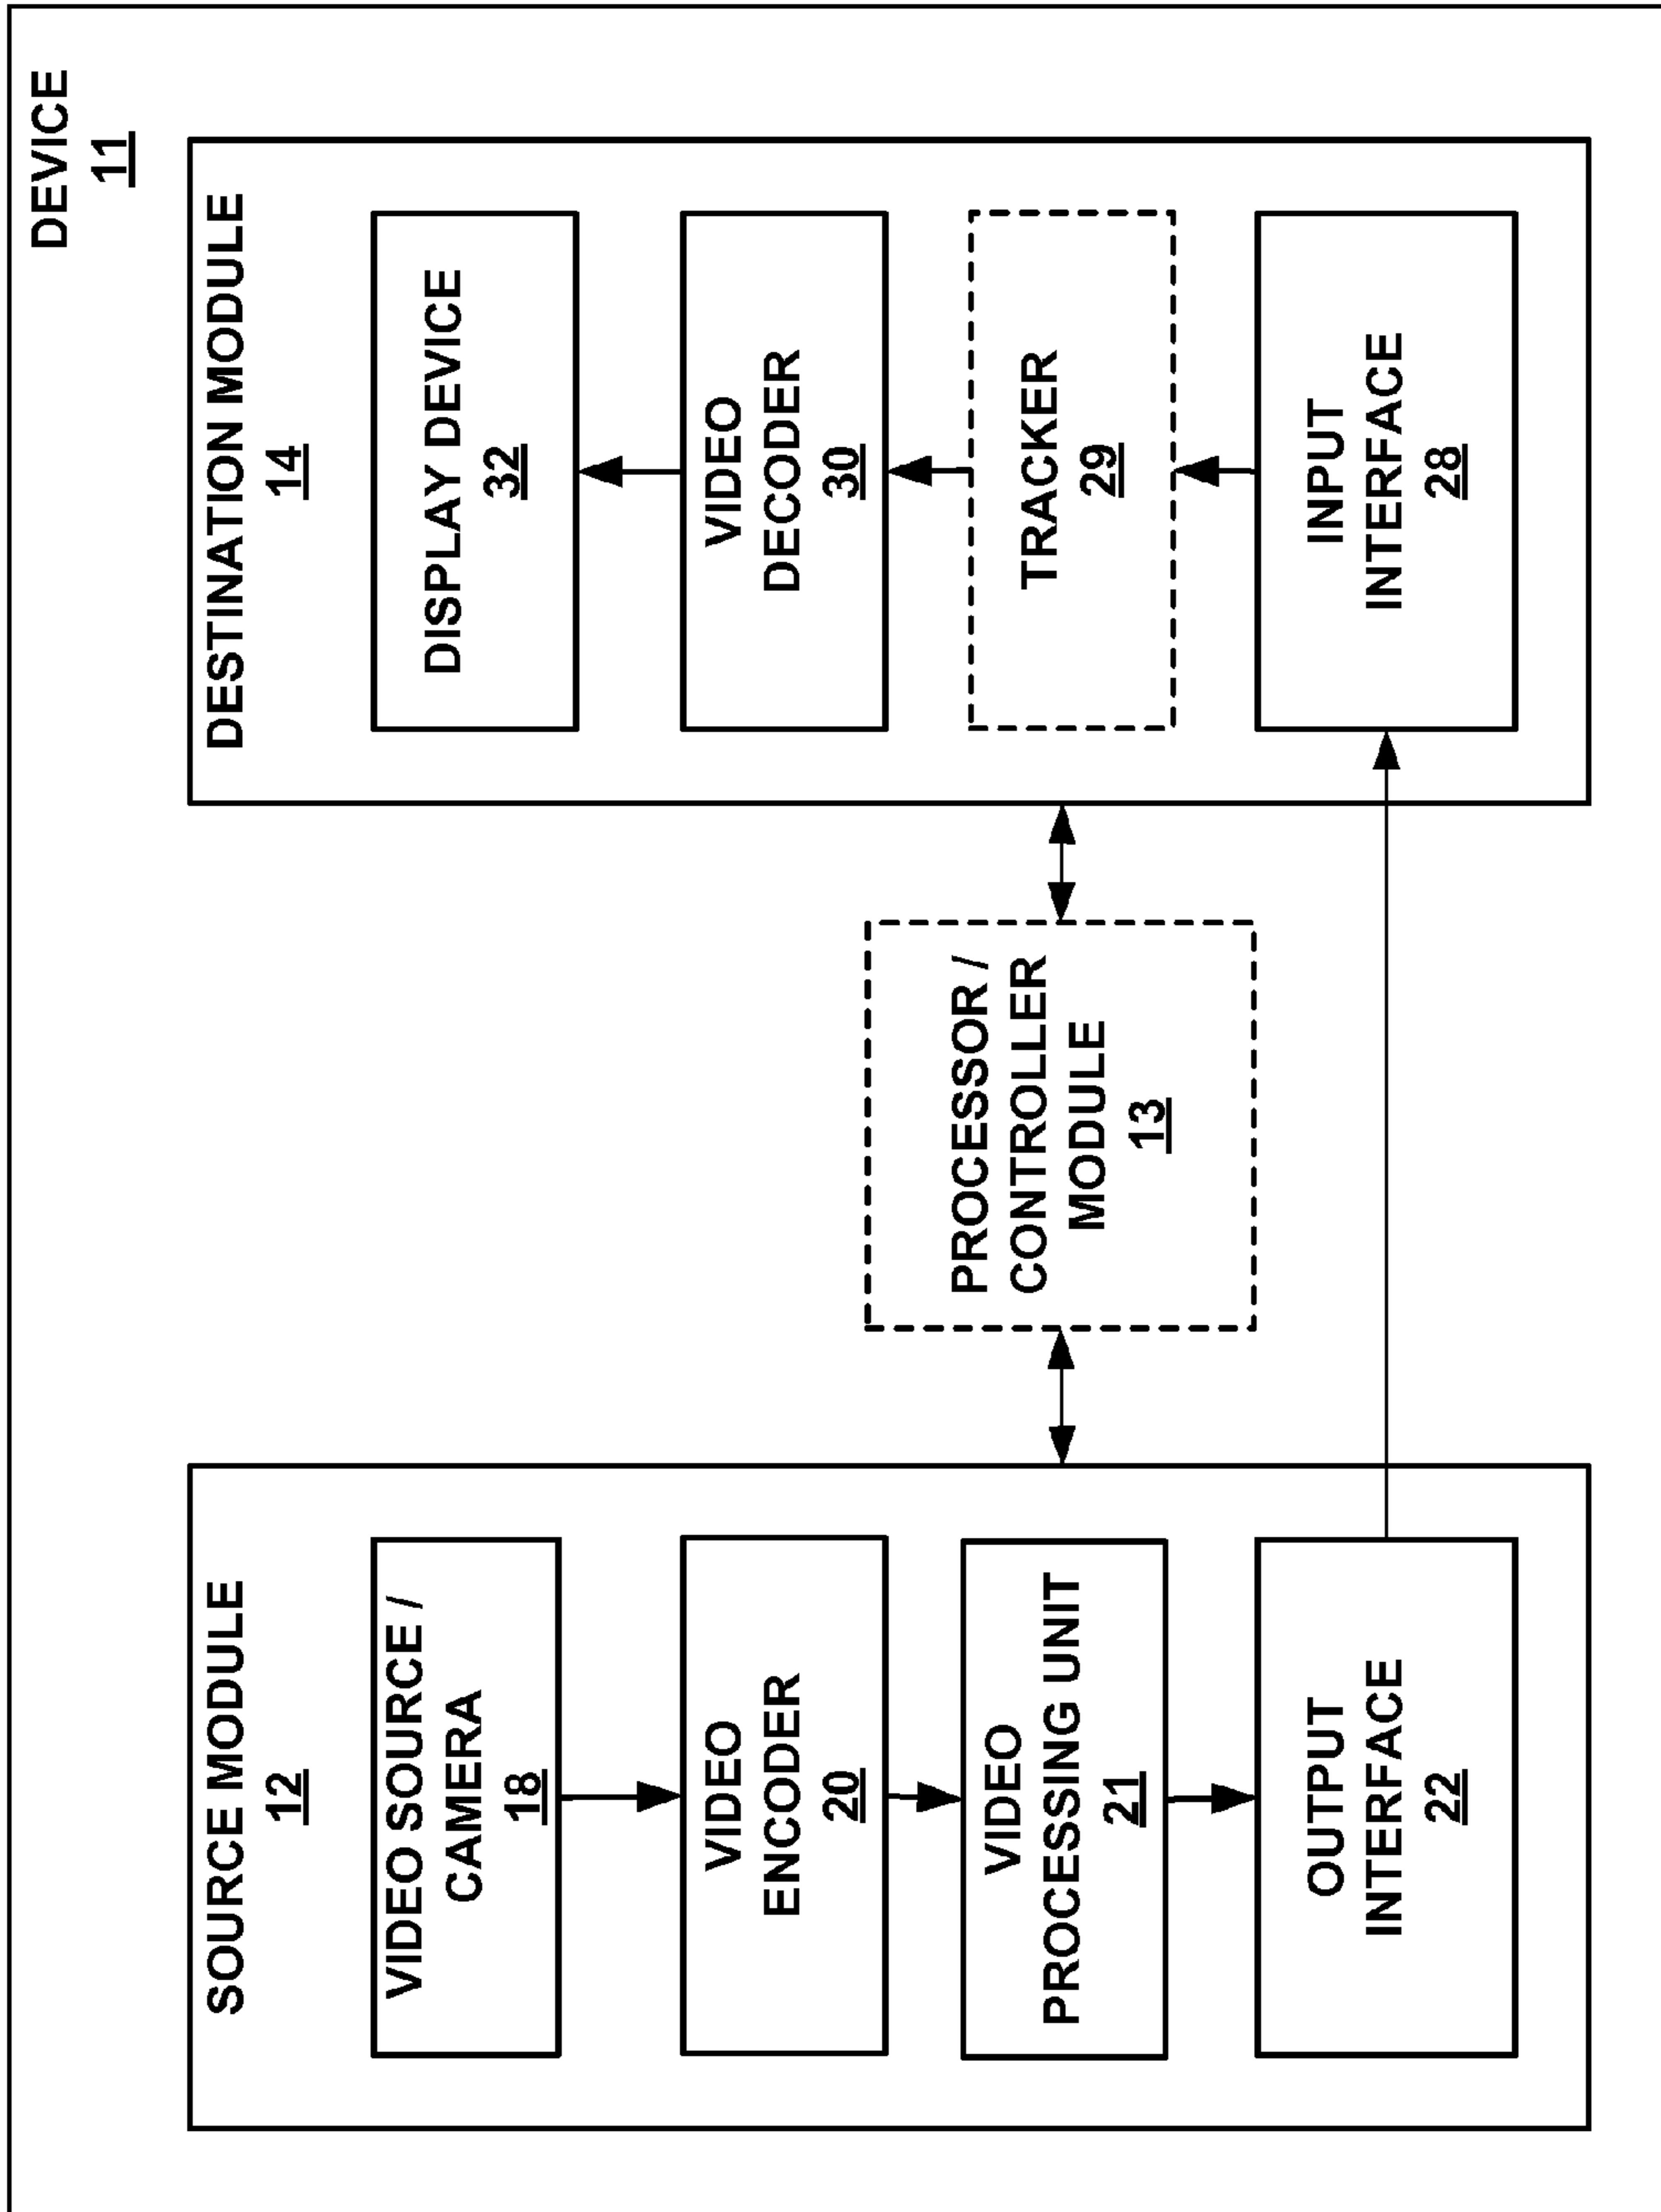 DEVICE
11
SOURCE MODULE
12
VIDEO SOURCE /
CAMERA
18
VIDEO
ENCODER
20
VIDEO
PROCESSING UNIT
21
OUTPUT
INTERFACE
22
PROCESSOR /
CONTROLLER
MODULE
13
DESTINATION MODULE
14
DISPLAY DEVICE
32
VIDEO
DECODER
30
TRACKER
29
INPUT
INTERFACE
28